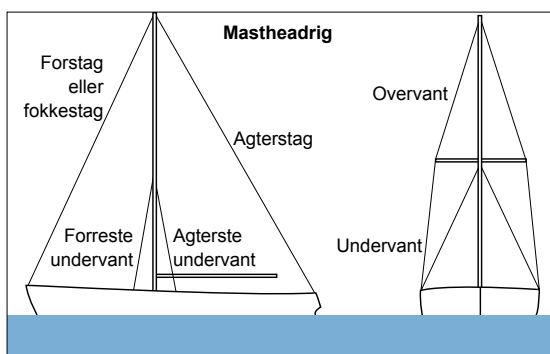 Mastheadrig
Forstag
eller
fokkestag
Overvant
Agterstag
Forreste
undervant
Agterste
undervant
Undervant